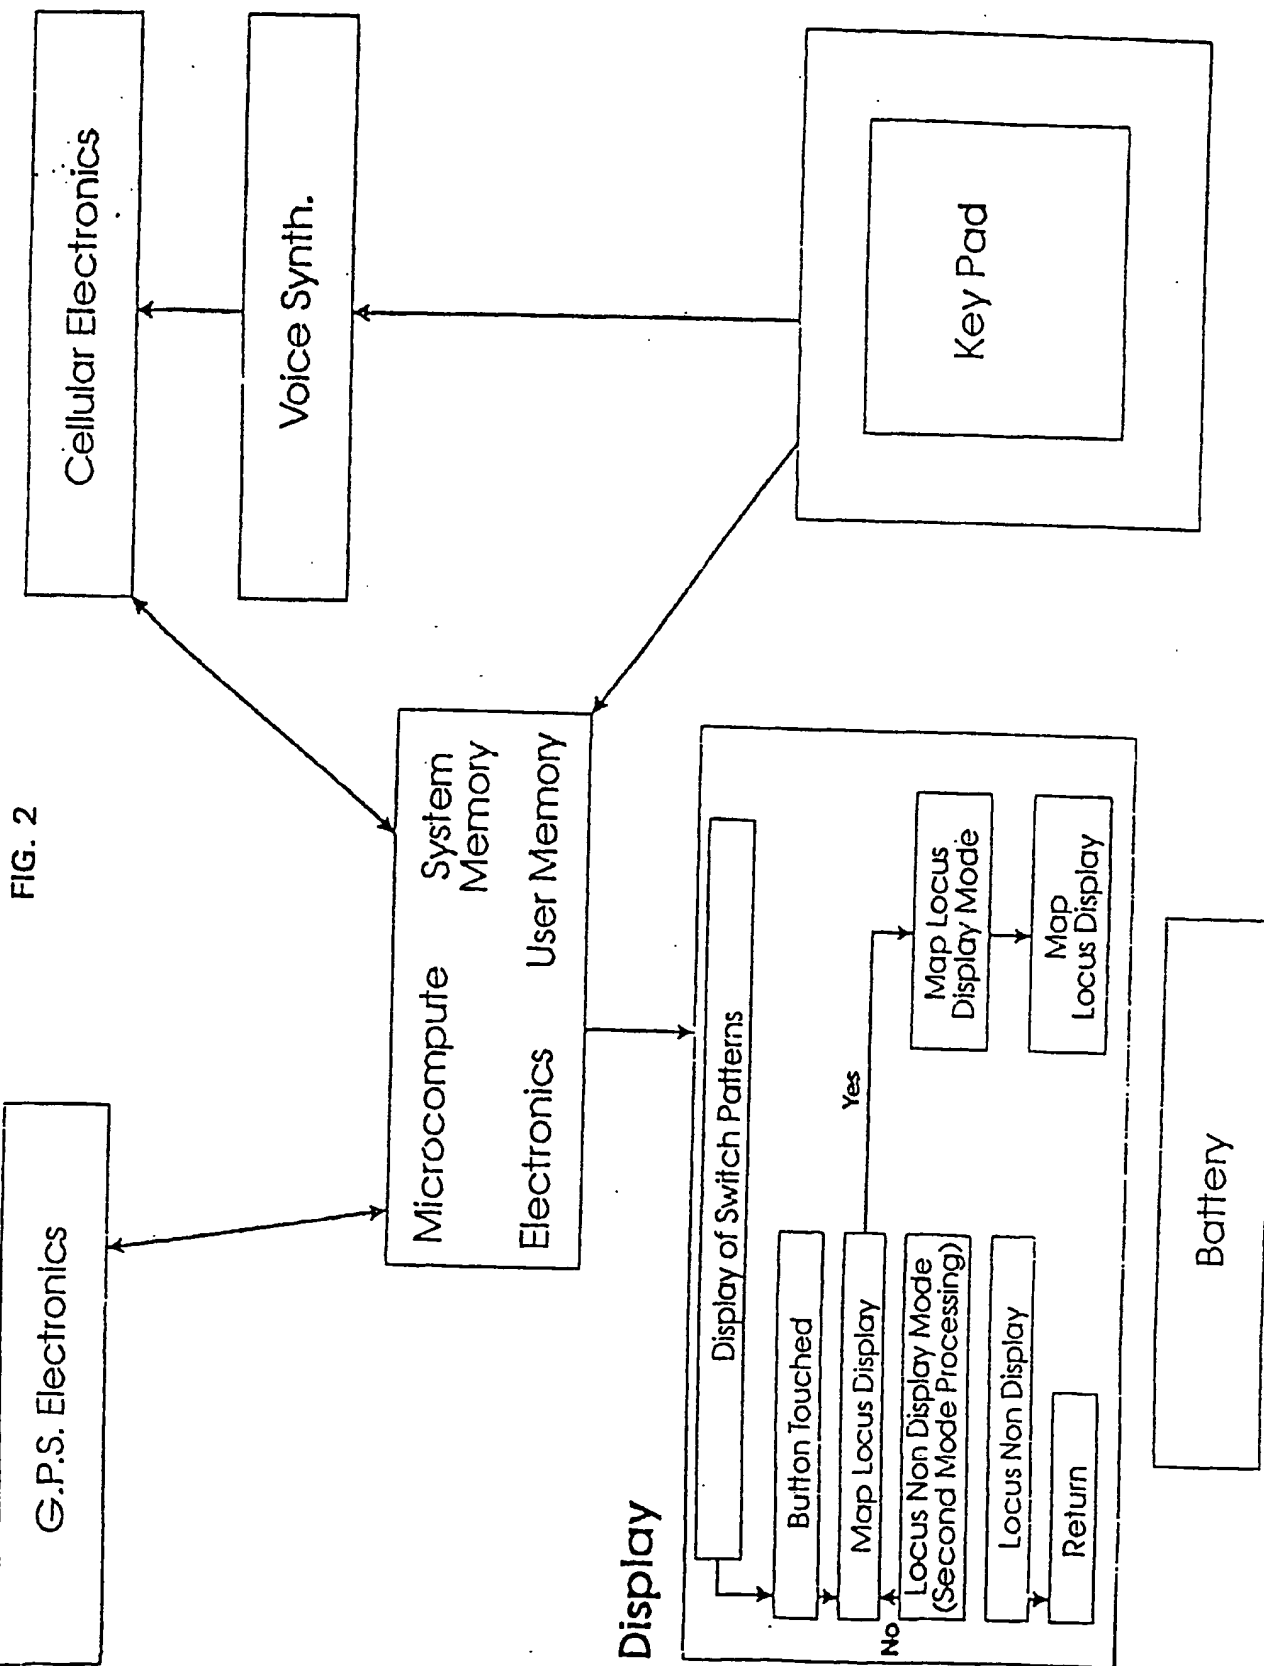 FIG. 2
G.P.S. Electronics
Cellular Electronics
Voice Synth.
Microcompute
System
Memory
Electronics
User Memory
Key Pad
Display
Display of Switch Patterns
Button Touched
Map Locus Display
Yes
No
Locus Non Display Mode
(Second Mode Processing)
Locus Non Display
Return
Map Locus
Display Mode
Map
Locus Display
Battery